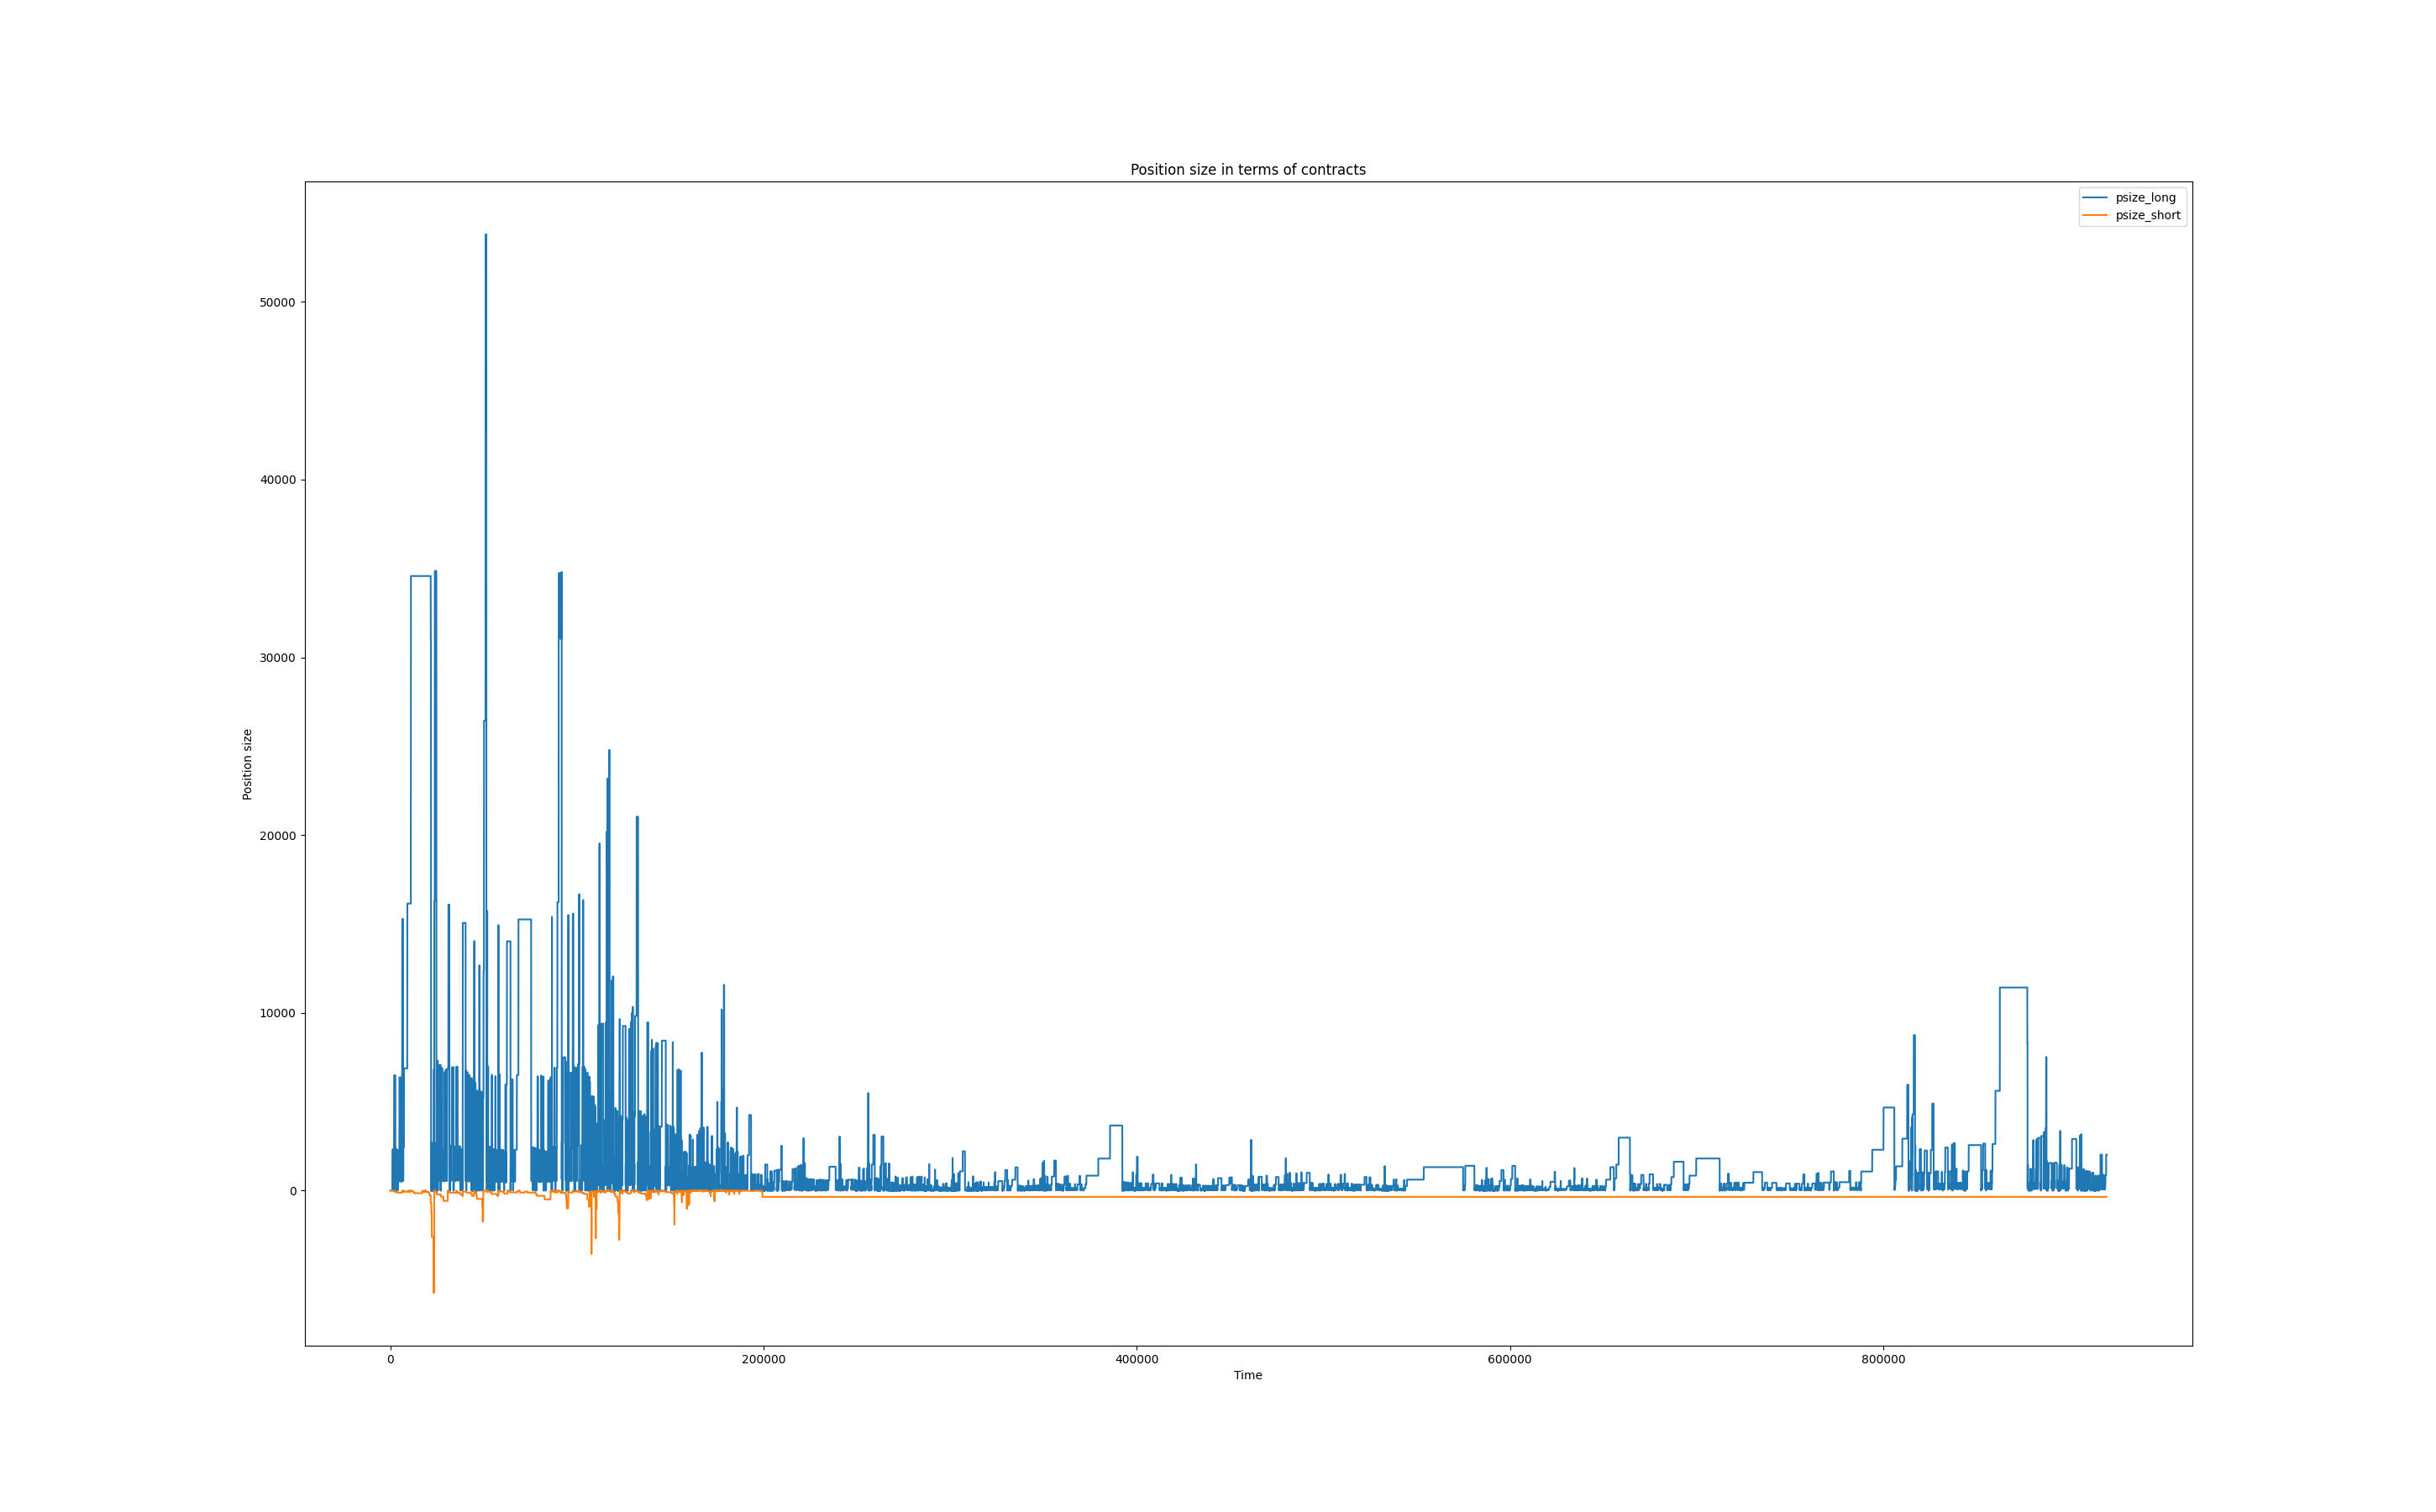 Position size in terms of contracts
psize_long
psize_short
50000
40000
30000
20000
10000
0
Position size
0
200000
400000
600000
800000
Time